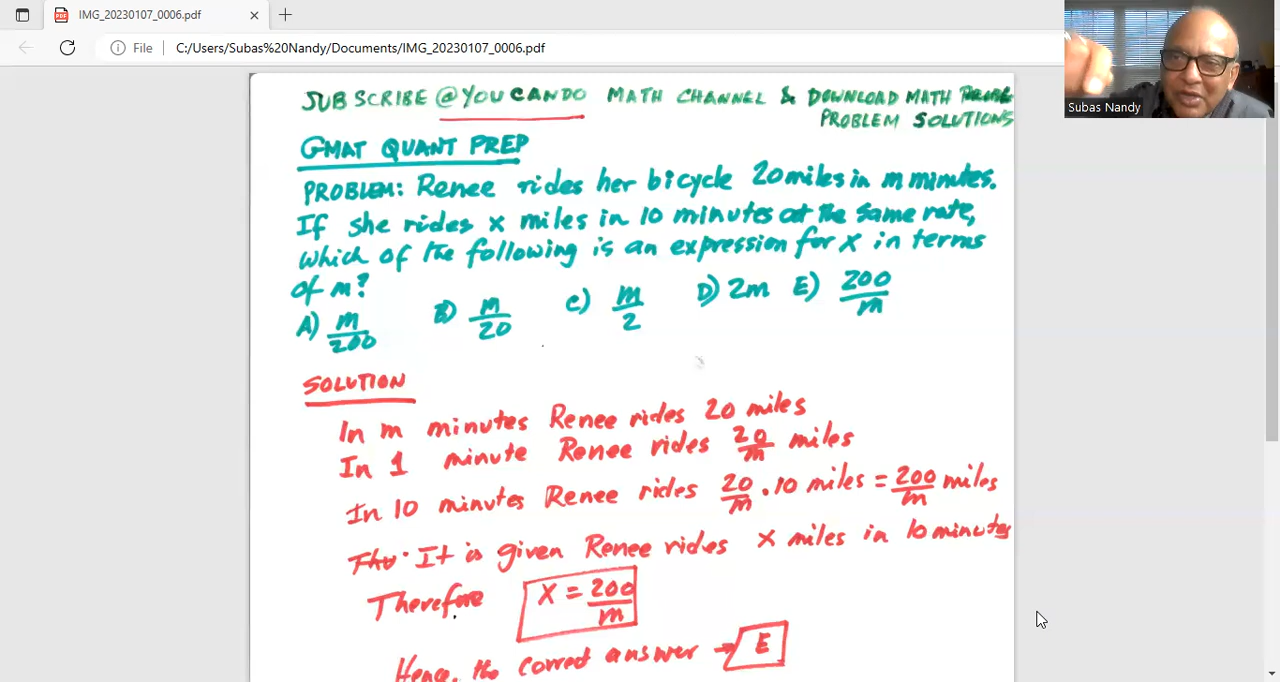 IMG_20230107_0006.pdf
File
C:/Users/Subas%20Nandy/Documents/IMG_20230107_0006.pdf
Subas Nandy
SUBSCRIBE @YOUCANDO MATH CHANNEL & DOWNLOAD MATH
PROBLEM SOLUTIONS
GMAT QUANT PREP
PROBLEM: Renee rides her bicycle 20 miles in m minutes.
If she rides x miles in 10 minutes at the same rate,
which of the following is an expression for x in terms
of m?
A) m/200 B) m/20 C) m/2 D) 2m E) 200/m
SOLUTION
In m minutes Renee rides 20 miles
In 1 minute Renee rides 20/m miles
In 10 minutes Renee rides 20/m . 10 miles = 200/m miles
It is given Renee rides x miles in 10 minutes
Therefore X = 200/m
Hence, the correct answer → E